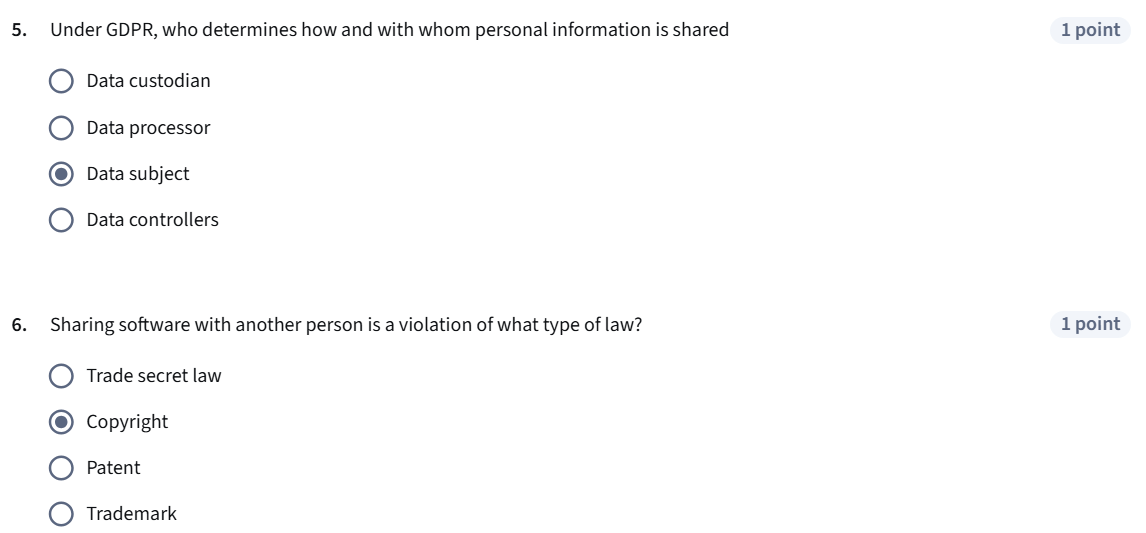 5. Under GDPR, who determines how and with whom personal information is shared 1 point
Data custodian
Data processor
Data subject
Data controllers
6. Sharing software with another person is a violation of what type of law? 1 point
Trade secret law
Copyright
Patent
Trademark